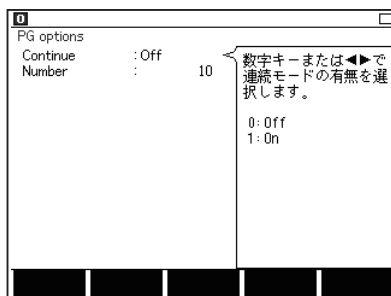 0
PG options
Continue :Off
Number : 10
数字キーまたは◀▶で
連続モードの有無を選
択します。
0:Off
1:On